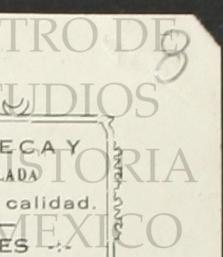 8
TRO DE
TUDIOS
ECA Y
LADA
ISTORIA
calidad.
MEXICO
ES -:-